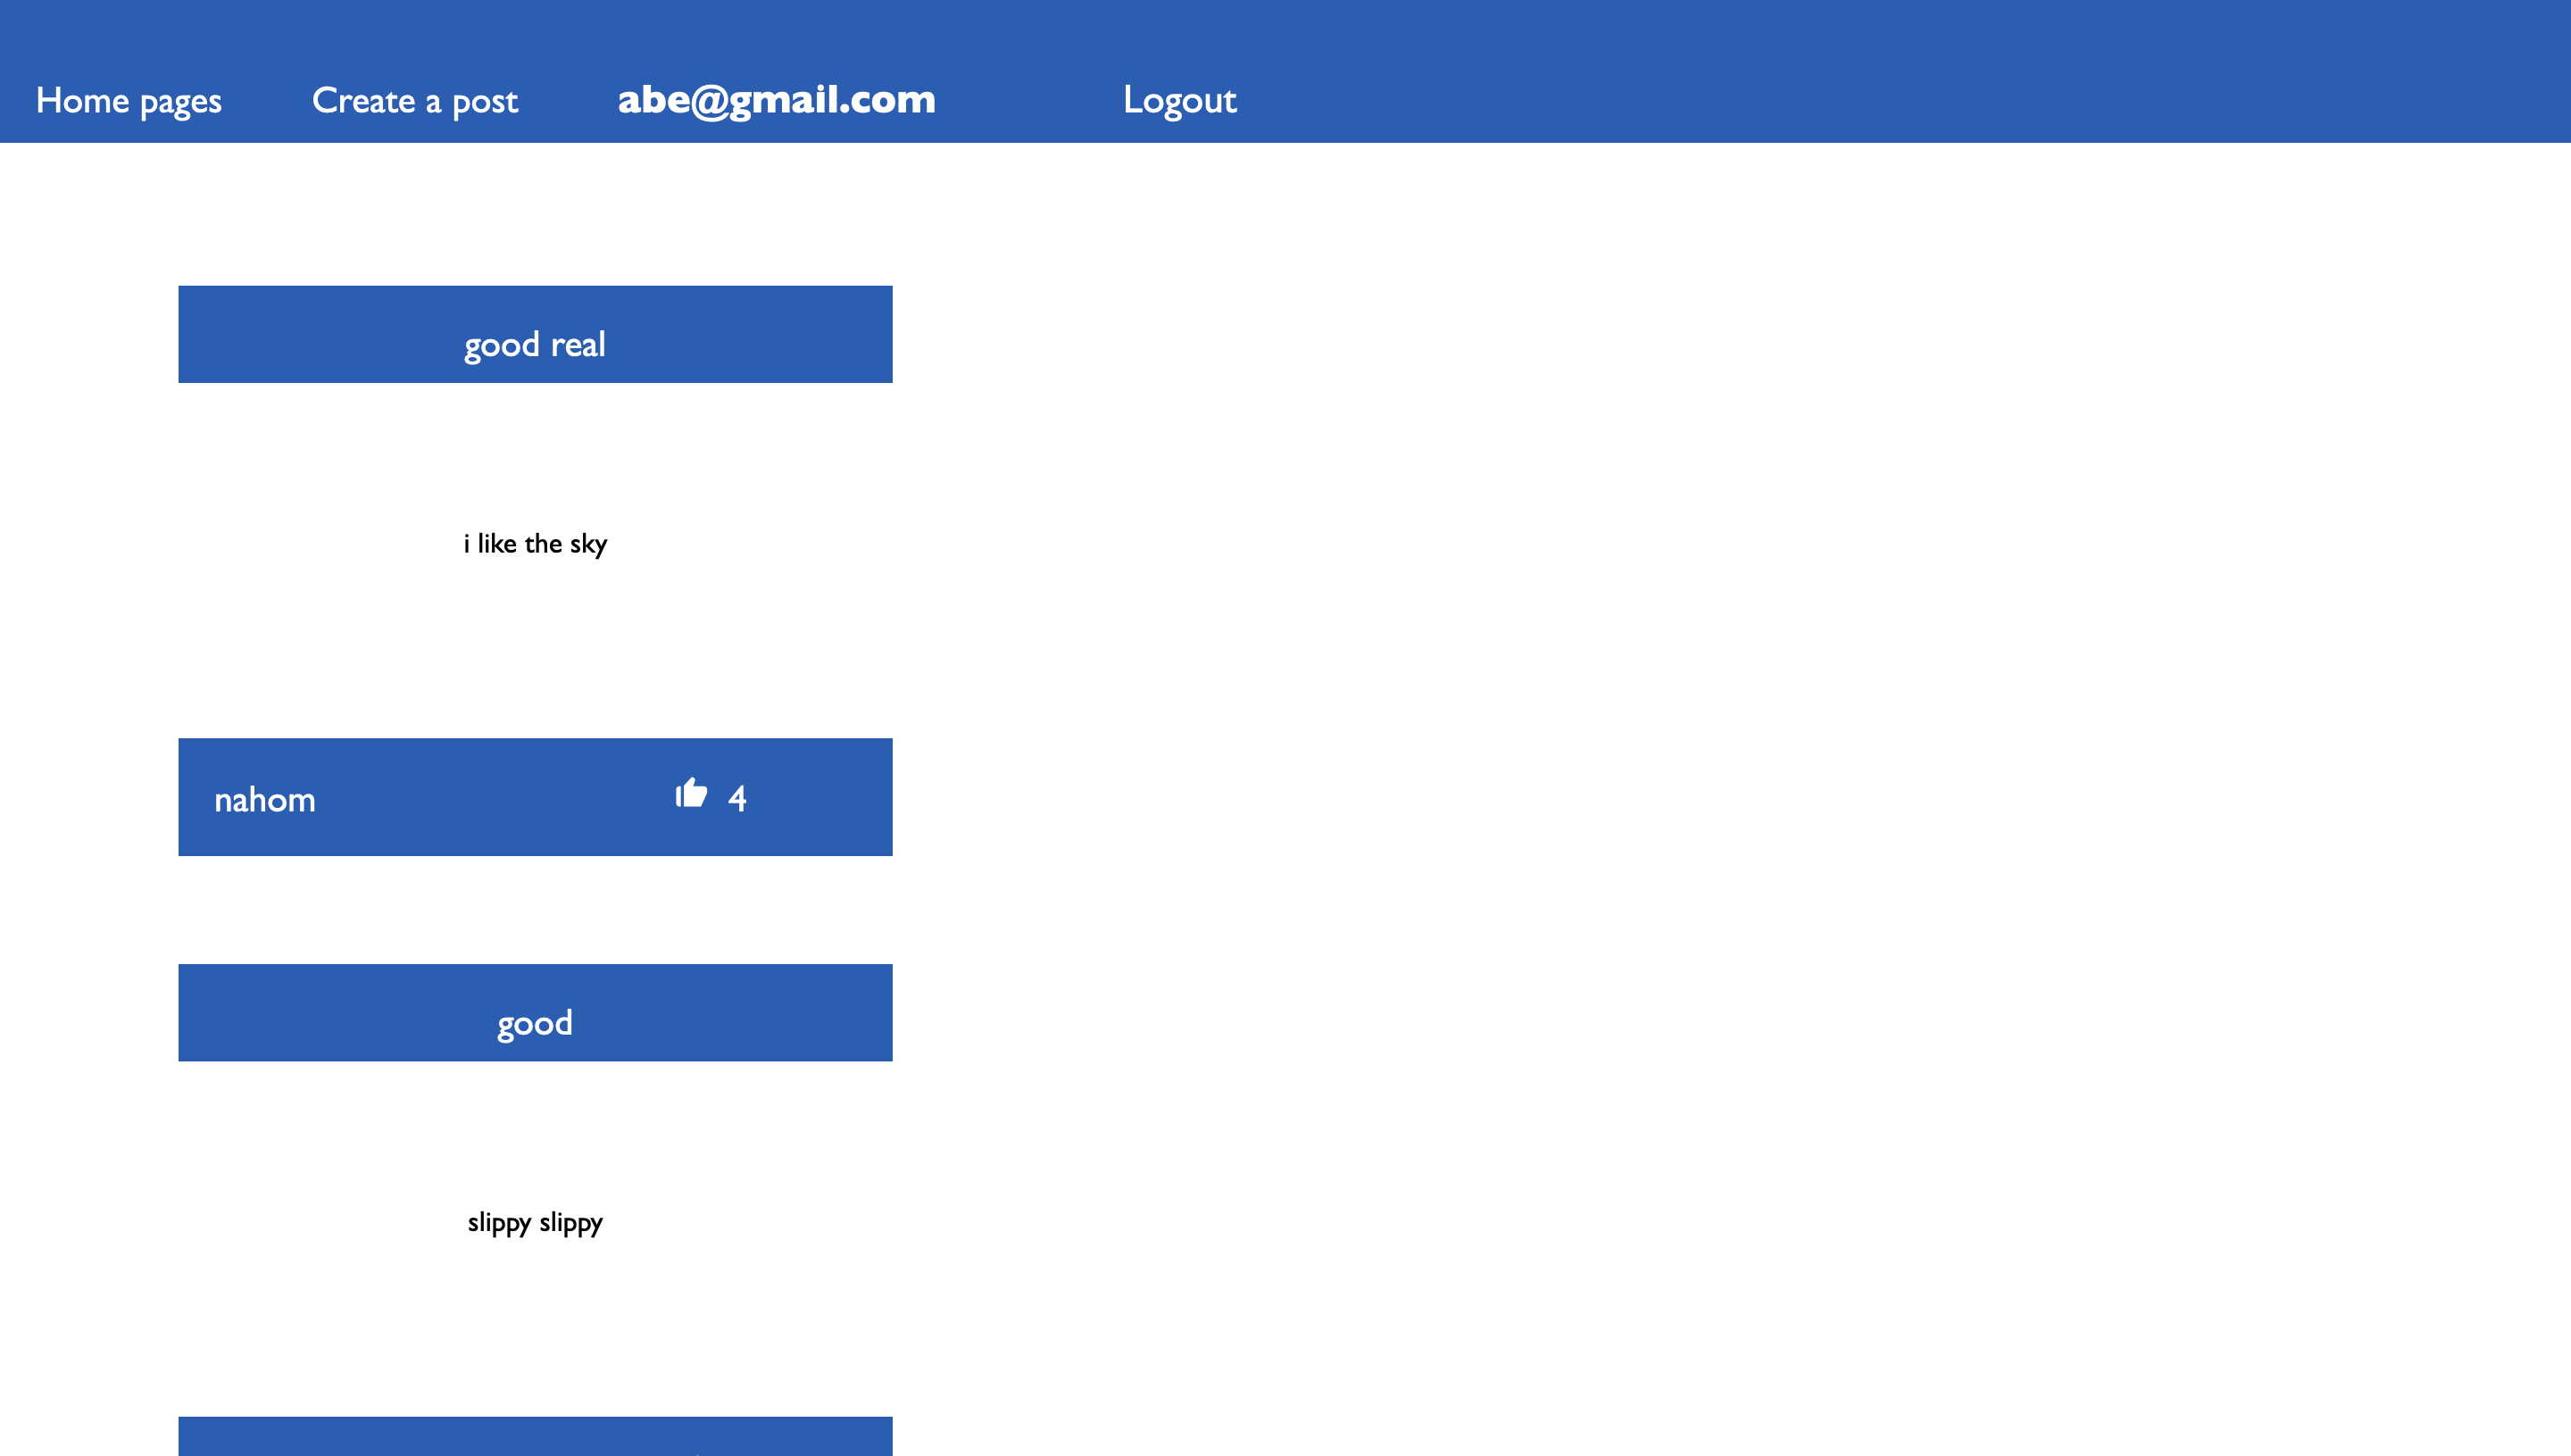 Home pages Create a post abe@gmail.com Logout
good real
i like the sky
nahom 4
good
slippy slippy